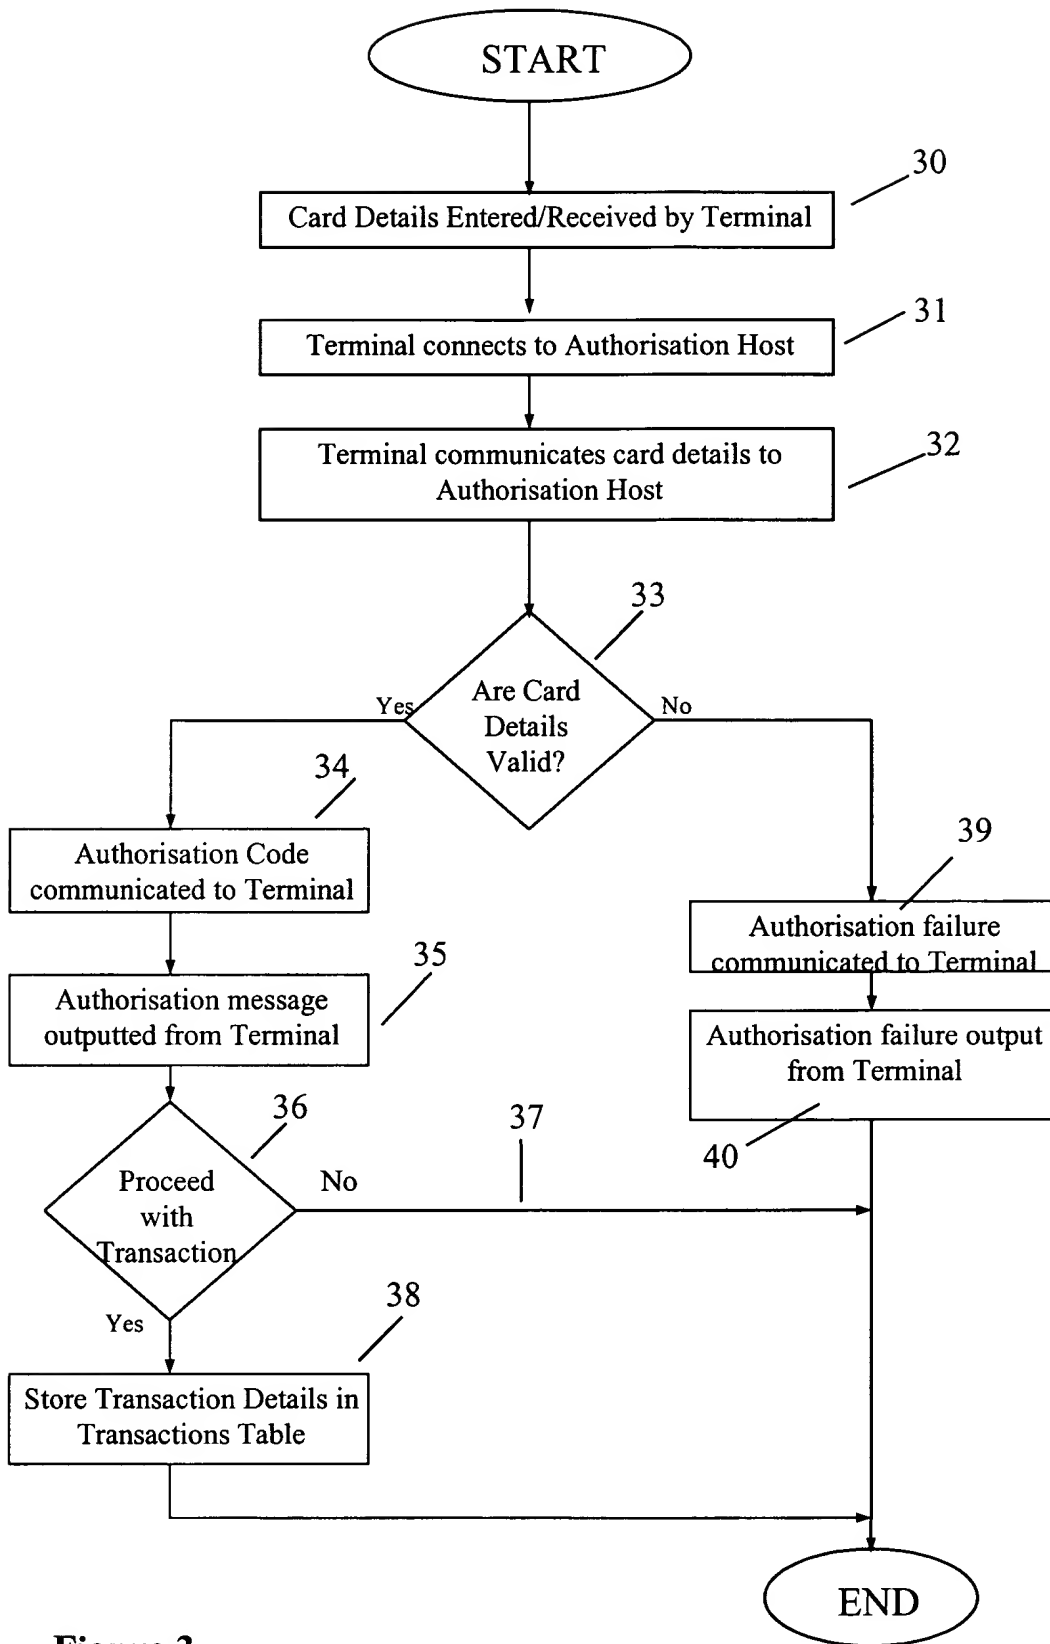 START
30
Card Details Entered/Received by Terminal
31
Terminal connects to Authorisation Host
32
Terminal communicates card details to
Authorisation Host
33
Are Card
Details
Valid?
Yes
No
34
Authorisation Code
communicated to Terminal
39
Authorisation failure
communicated to Terminal
35
Authorisation message
outputted from Terminal
Authorisation failure output
from Terminal
40
36
37
Proceed
with
Transaction
No
Yes
38
Store Transaction Details in
Transactions Table
END